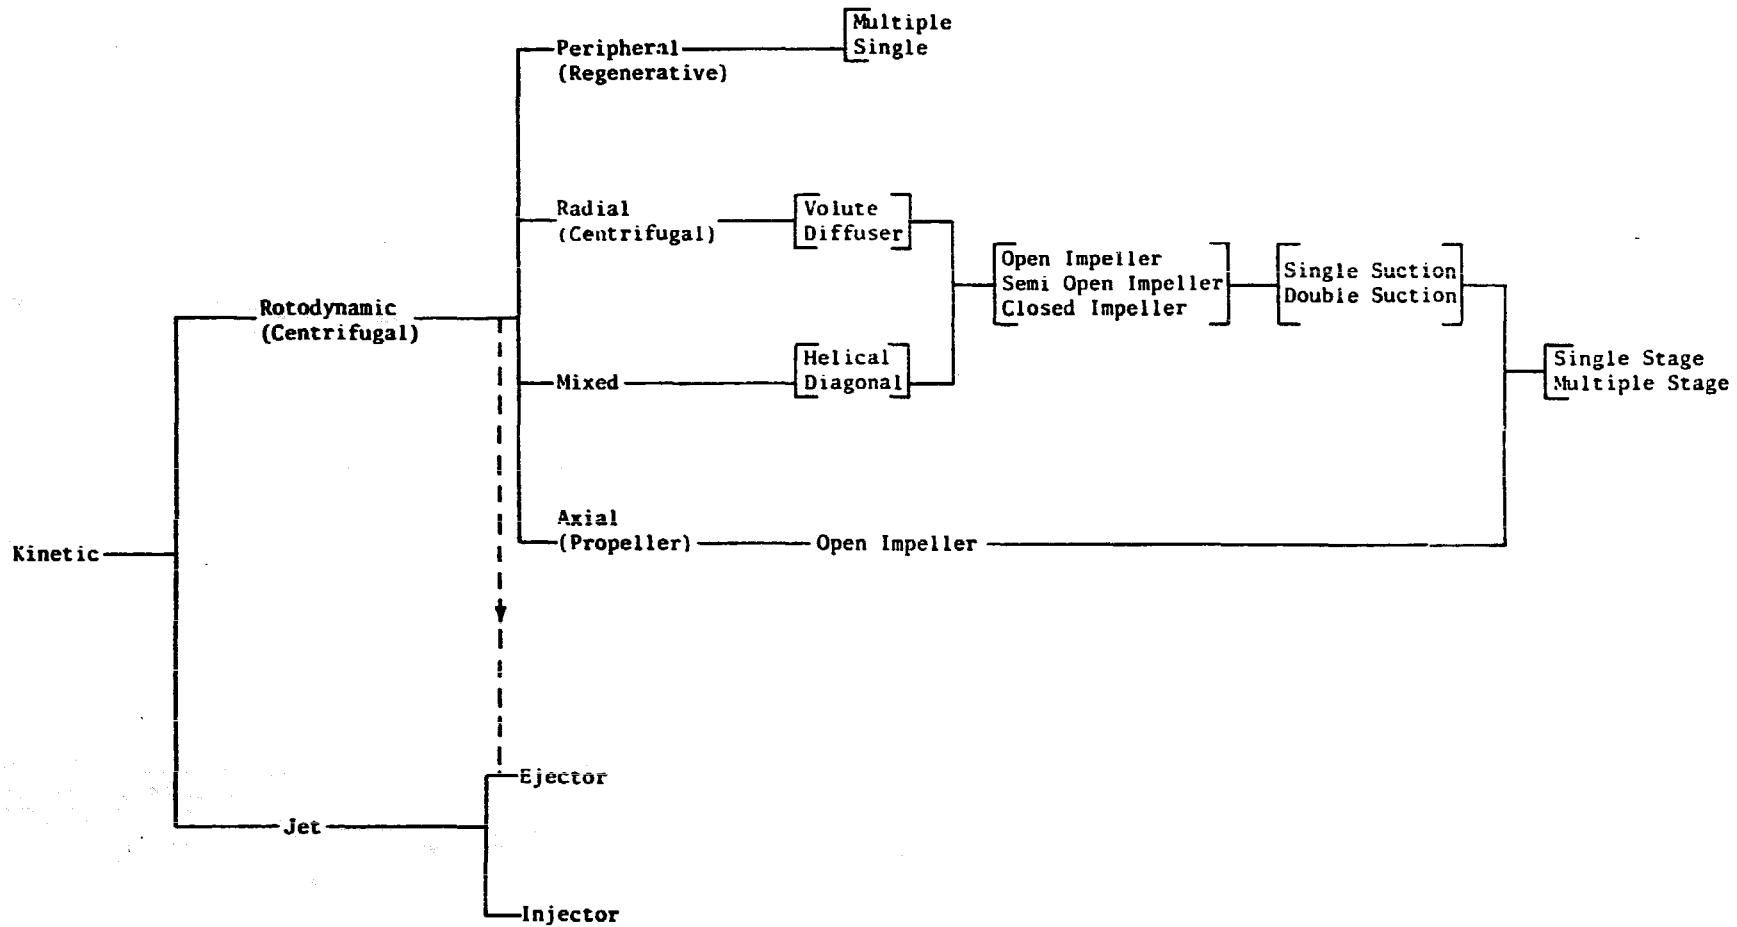 Multiple
Single
Peripheral
(Regenerative)
Radial
(Centrifugal)
Volute
Diffuser
Open Impeller
Semi Open Impeller
Closed Impeller
Single Suction
Double Suction
Rotodynamic
(Centrifugal)
Mixed
Helical
Diagonal
Single Stage
Multiple Stage
Axial
(Propeller)
Open Impeller
Kinetic
Ejector
Jet
Injector